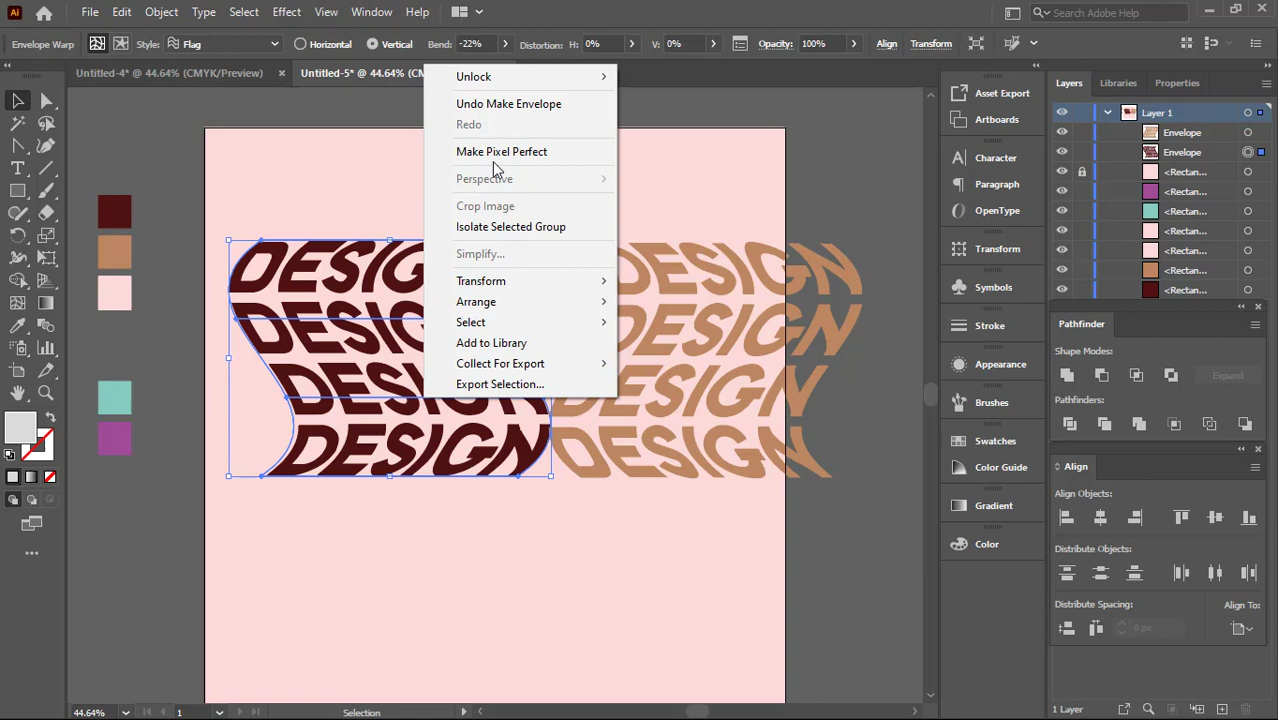 Ai File Edit Object Type Select Effect View Window Help Search Adobe Help
Envelope Warp Style: Flag Horizontal Vertical Bend: -22% Distortion: H: 0% V: 0% Opacity: 100% Align Transform
Untitled-4* @ 44.64% (CMYK/Preview) Untitled-5* @ 44.64% (CM
Unlock
Undo Make Envelope
Redo
Make Pixel Perfect
Perspective
Crop Image
Isolate Selected Group
Simplify...
Transform
Arrange
Select
Add to Library
Collect For Export
Export Selection...
DESIGN DESIGN
DESIGN DESIGN
DESIGN DESIGN
DESIGN DESIGN
Asset Export
Artboards
Character
Paragraph
OpenType
Transform
Symbols
Stroke
Appearance
Brushes
Swatches
Color Guide
Gradient
Color
Layers Libraries Properties
Layer 1
Envelope
Envelope
<Rectan...
<Rectan...
<Rectan...
<Rectan...
<Rectan...
<Rectan...
<Rectan...
Pathfinder
Shape Modes:
Expand
Pathfinders:
Align
Align Objects:
Distribute Objects:
Distribute Spacing: Align To:
0 px
1 Layer
44.64% 1 Selection